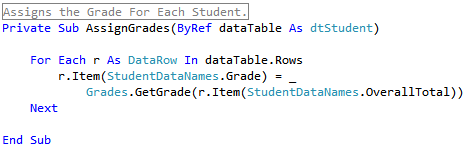 Assigns the Grade For Each Student.
Private Sub AssignGrades(ByRef dataTable As dtStudent)
For Each r As DataRow In dataTable.Rows
r.Item(StudentDataNames.Grade) = _
Grades.GetGrade(r.Item(StudentDataNames.OverallTotal))
Next
End Sub